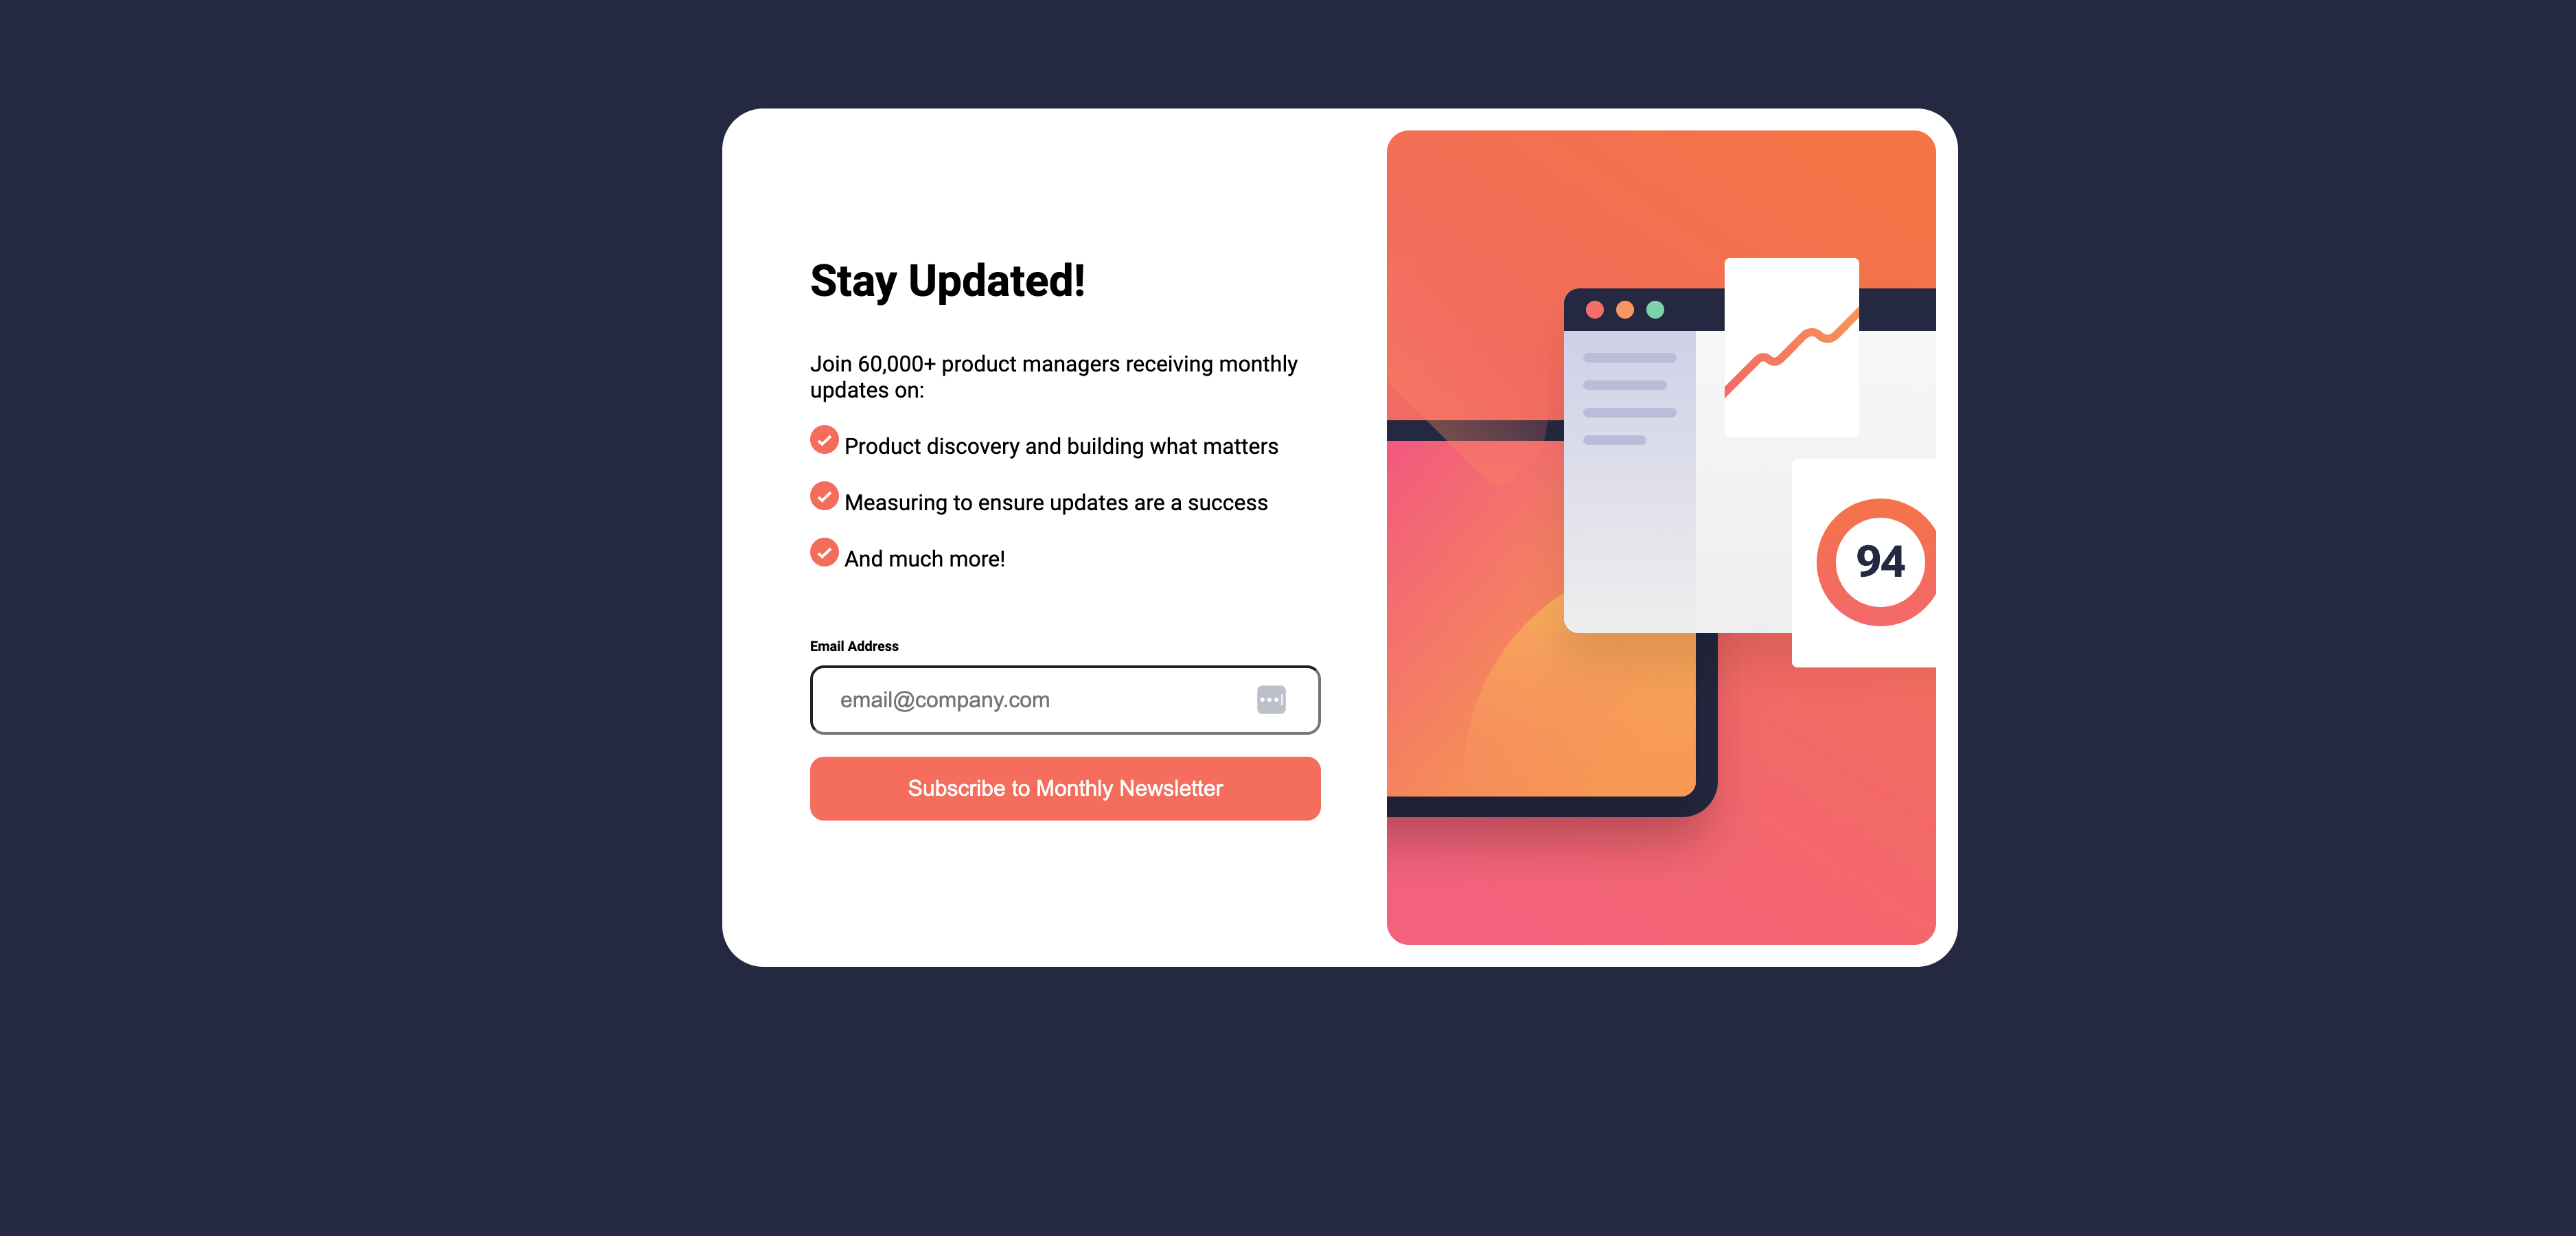 Stay Updated!
Join 60,000+ product managers receiving monthly
updates on:
Product discovery and building what matters
Measuring to ensure updates are a success
And much more!
Email Address
email@company.com
Subscribe to Monthly Newsletter
94